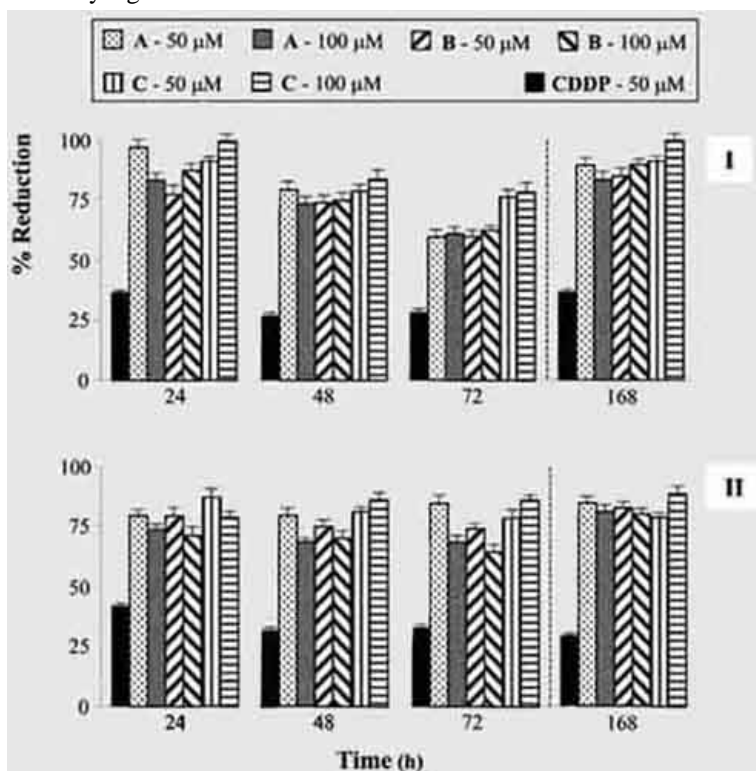 A - 50 μM A - 100 μM B - 50 μM B - 100 μM
C - 50 μM C - 100 μM CDDP - 50 μM
% Reduction
100
75
50
25
0
I
24 48 72 168
100
75
50
25
0
II
24 48 72 168
Time (h)